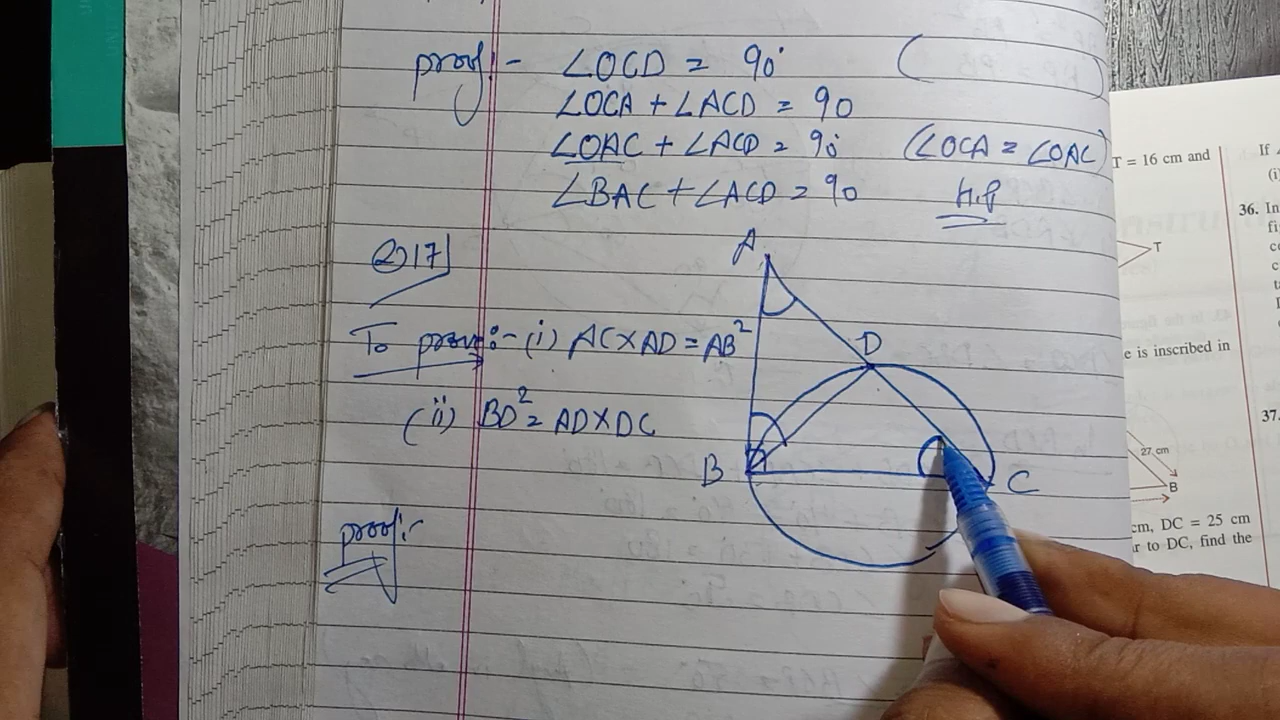 proof:- ∠OCD = 90° ( )
∠OCA + ∠ACD = 90
∠OAC + ∠ACD = 90° (∠OCA = ∠OAC)
∠BAC + ∠ACD = 90 H.P
Q17]
To prove:- (i) AC×AD = AB²
(ii) BD² = AD×DC
proof:-
A
D
B
C
T = 16 cm and
T
e is inscribed in
27 cm
B
cm, DC = 25 cm
r to DC, find the
If
(i)
36. In
fi
c
c
t
37.